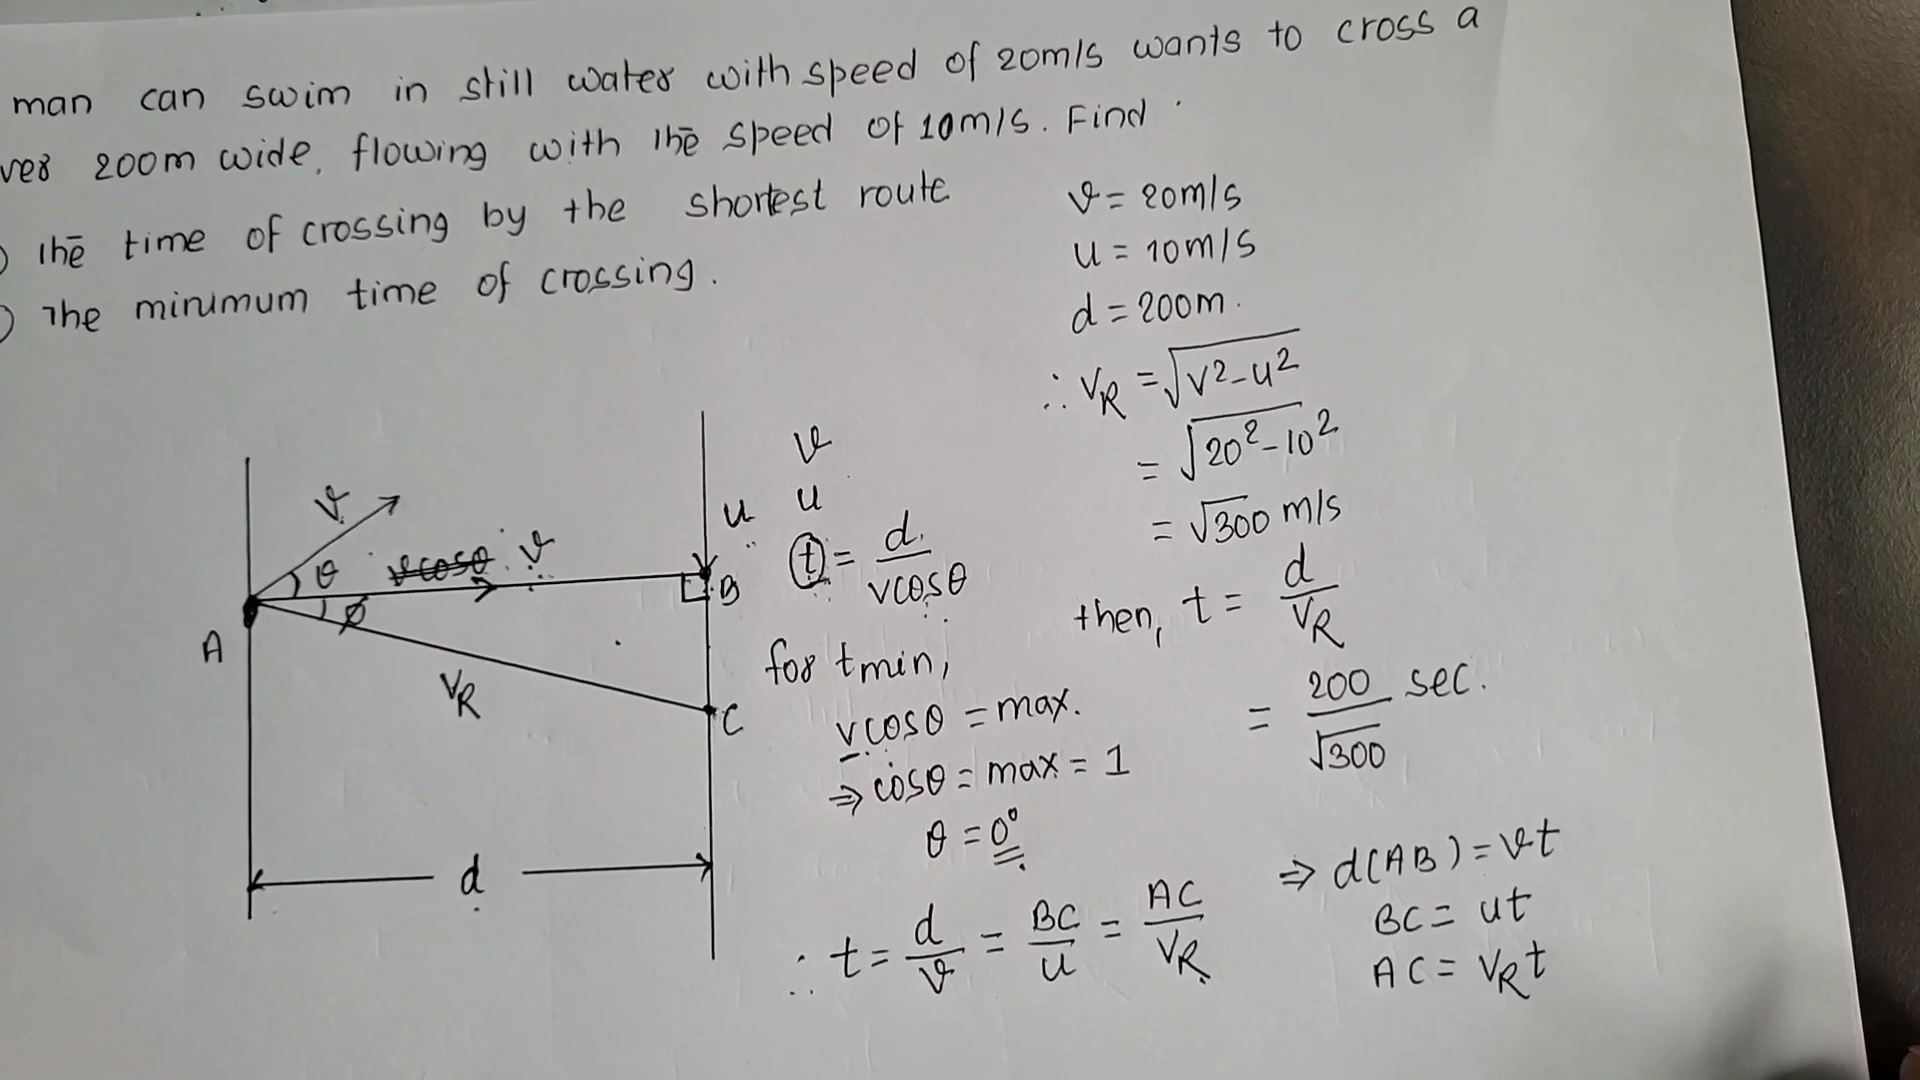 man can swim in still water with speed of 20m/s wants to cross a
ver 200m wide, flowing with the speed of 10m/s. Find
the time of crossing by the shortest route
The minimum time of crossing.
v = 20m/s
u = 10m/s
d = 200m.
∴ VR = √v²-u²
= √20²-10²
= √300 m/s
then, t = d/VR
= 200/√300 sec.
v
θ
vcosθ v
u
B
φ
A
VR
C
d
v
u
t = d/vcosθ
for tmin,
vcosθ = max.
⇒ cosθ = max = 1
θ = 0°
∴ t = d/v = BC/u = AC/VR
⇒ d(AB) = vt
BC = ut
AC = VRt